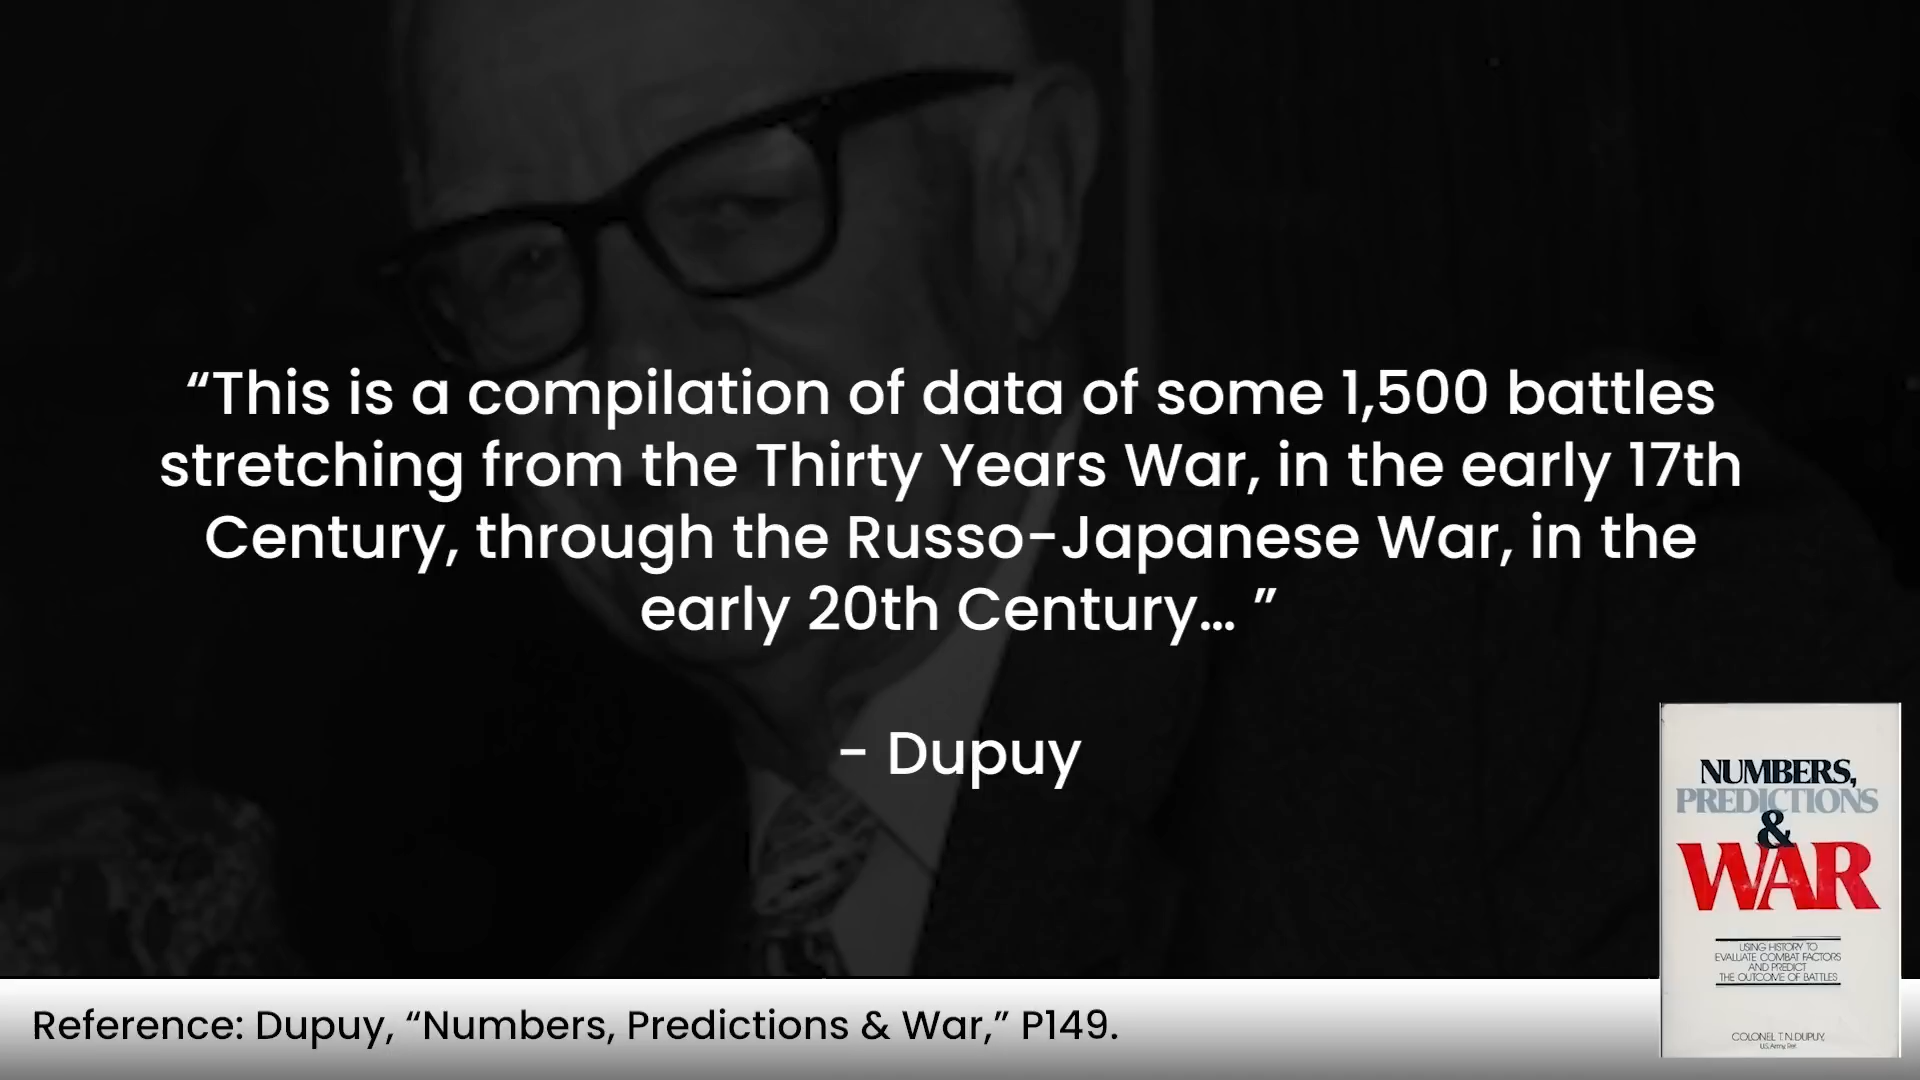 “This is a compilation of data of some 1,500 battles
stretching from the Thirty Years War, in the early 17th
Century, through the Russo-Japanese War, in the
early 20th Century... ”
- Dupuy
NUMBERS,
PREDICTIONS
&
WAR
USING HISTORY TO
EVALUATE COMBAT FACTORS
AND PREDICT
THE OUTCOME OF BATTLES
COLONEL T. N. DUPUY,
U.S. Army, Ret.
Reference: Dupuy, “Numbers, Predictions & War,” P149.